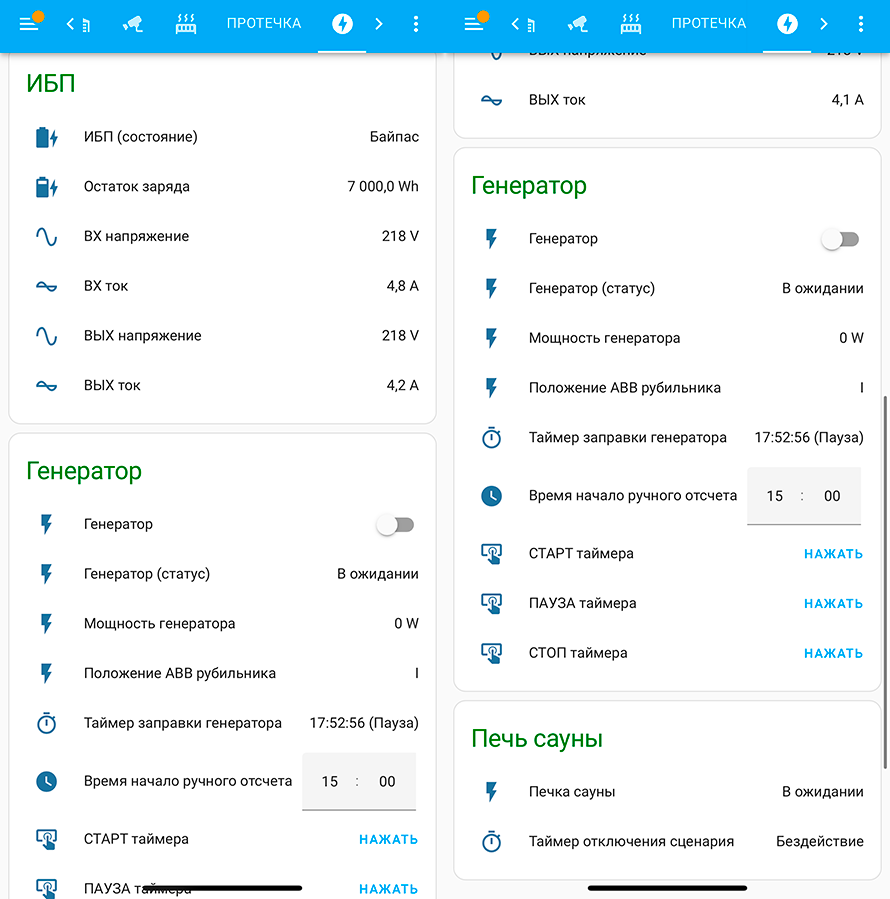 ПРОТЕЧКА
ИБП
ИБП (состояние) Байпас
Остаток заряда 7 000,0 Wh
ВХ напряжение 218 V
ВХ ток 4,8 A
ВЫХ напряжение 218 V
ВЫХ ток 4,2 A
Генератор
Генератор
Генератор (статус) В ожидании
Мощность генератора 0 W
Положение АВВ рубильника I
Таймер заправки генератора 17:52:56 (Пауза)
Время начало ручного отсчета 15 : 00
СТАРТ таймера НАЖАТЬ
ПАУЗА таймера НАЖАТЬ
ПРОТЕЧКА
ВЫХ напряжение 218 V
ВЫХ ток 4,1 A
Генератор
Генератор
Генератор (статус) В ожидании
Мощность генератора 0 W
Положение АВВ рубильника I
Таймер заправки генератора 17:52:56 (Пауза)
Время начало ручного отсчета 15 : 00
СТАРТ таймера НАЖАТЬ
ПАУЗА таймера НАЖАТЬ
СТОП таймера НАЖАТЬ
Печь сауны
Печка сауны В ожидании
Таймер отключения сценария Бездействие